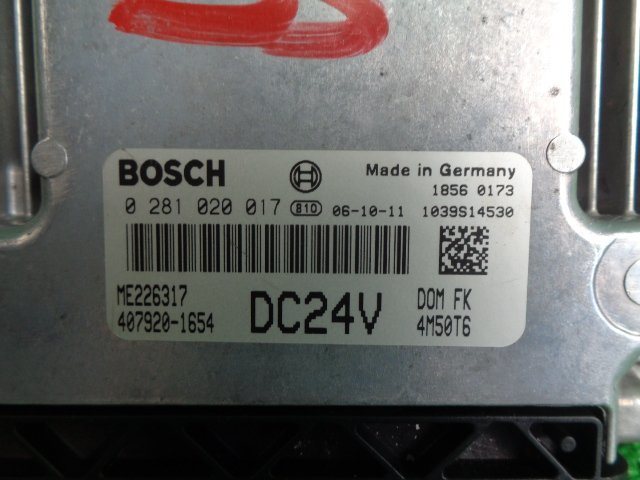 BOSCH
Made in Germany
1856 0173
0 281 020 017 810 06-10-11 1039S14530
ME226317
407920-1654
DC24V
DOM FK
4M50T6